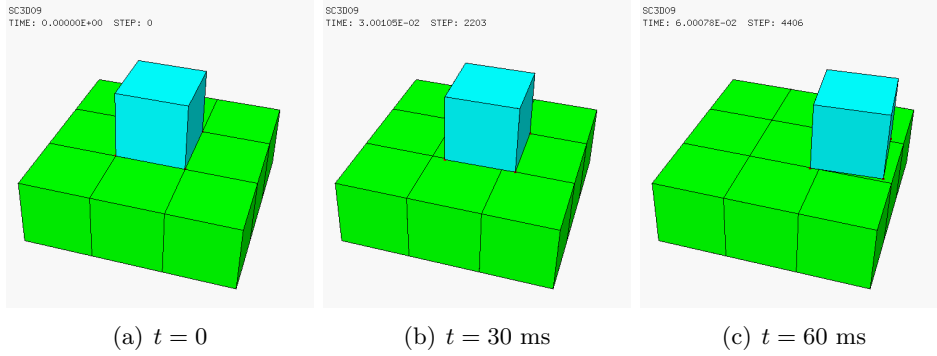 SC3D09
TIME: 0.00000E+00 STEP: 0
SC3D09
TIME: 3.00105E-02 STEP: 2203
SC3D09
TIME: 6.00078E-02 STEP: 4406
(a) t = 0
(b) t = 30 ms
(c) t = 60 ms